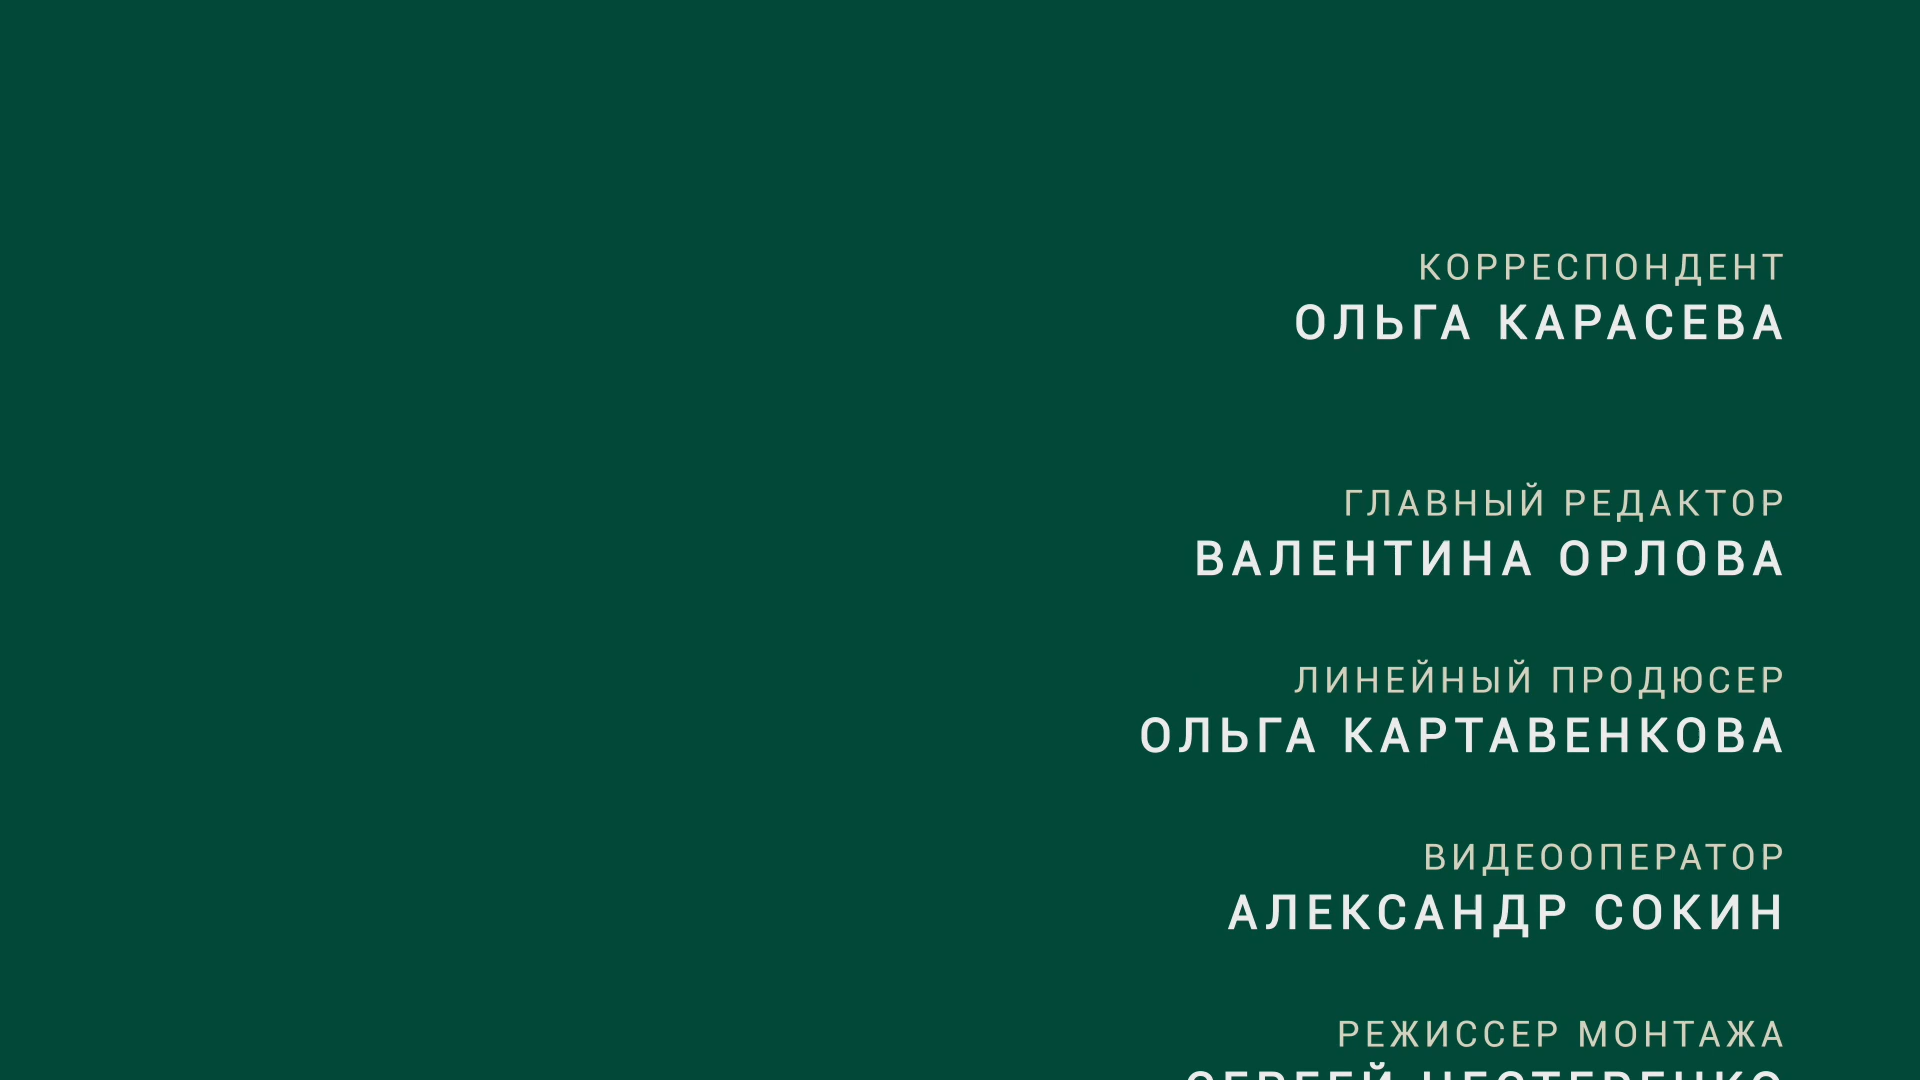 КОРРЕСПОНДЕНТ
ОЛЬГА КАРАСЕВА
ГЛАВНЫЙ РЕДАКТОР
ВАЛЕНТИНА ОРЛОВА
ЛИНЕЙНЫЙ ПРОДЮСЕР
ОЛЬГА КАРТАВЕНКОВА
ВИДЕООПЕРАТОР
АЛЕКСАНДР СОКИН
РЕЖИССЕР МОНТАЖА